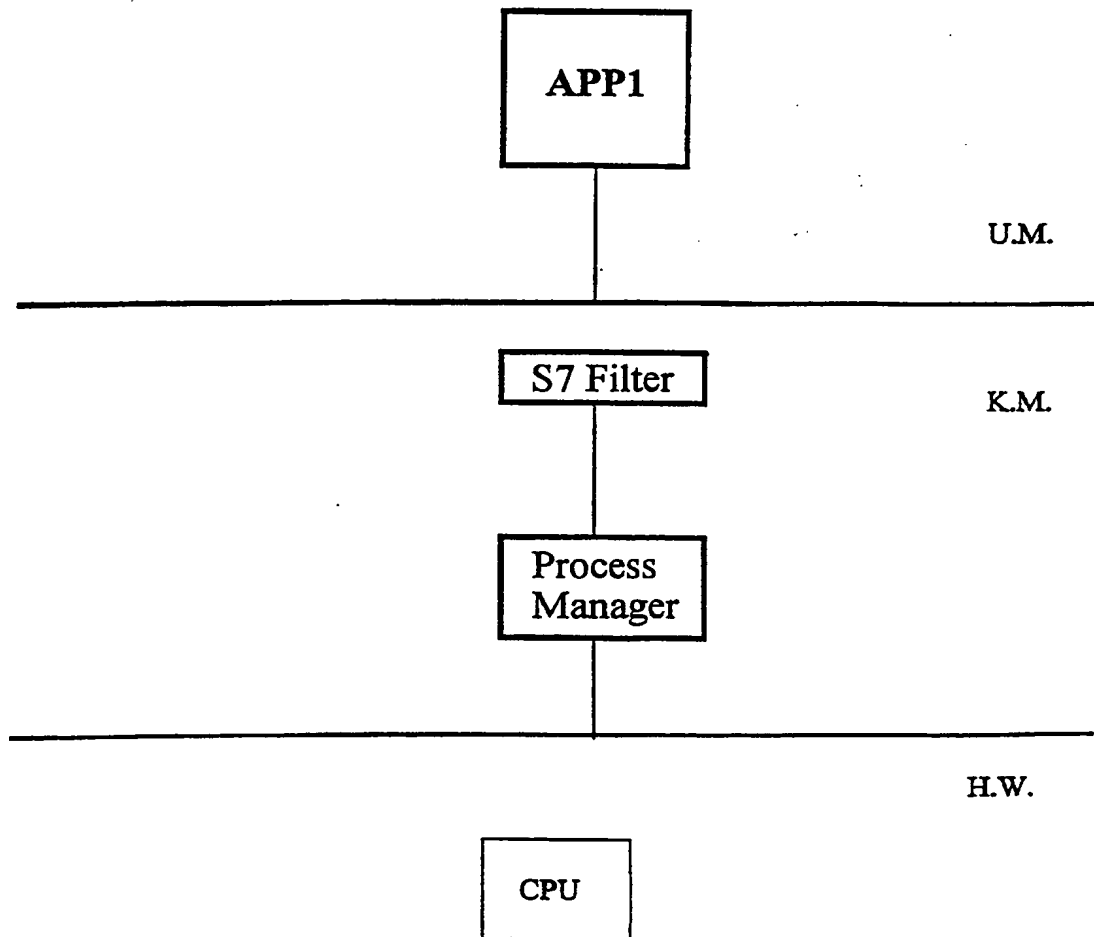 APP1
U.M.
S7 Filter
K.M.
Process
Manager
H.W.
CPU